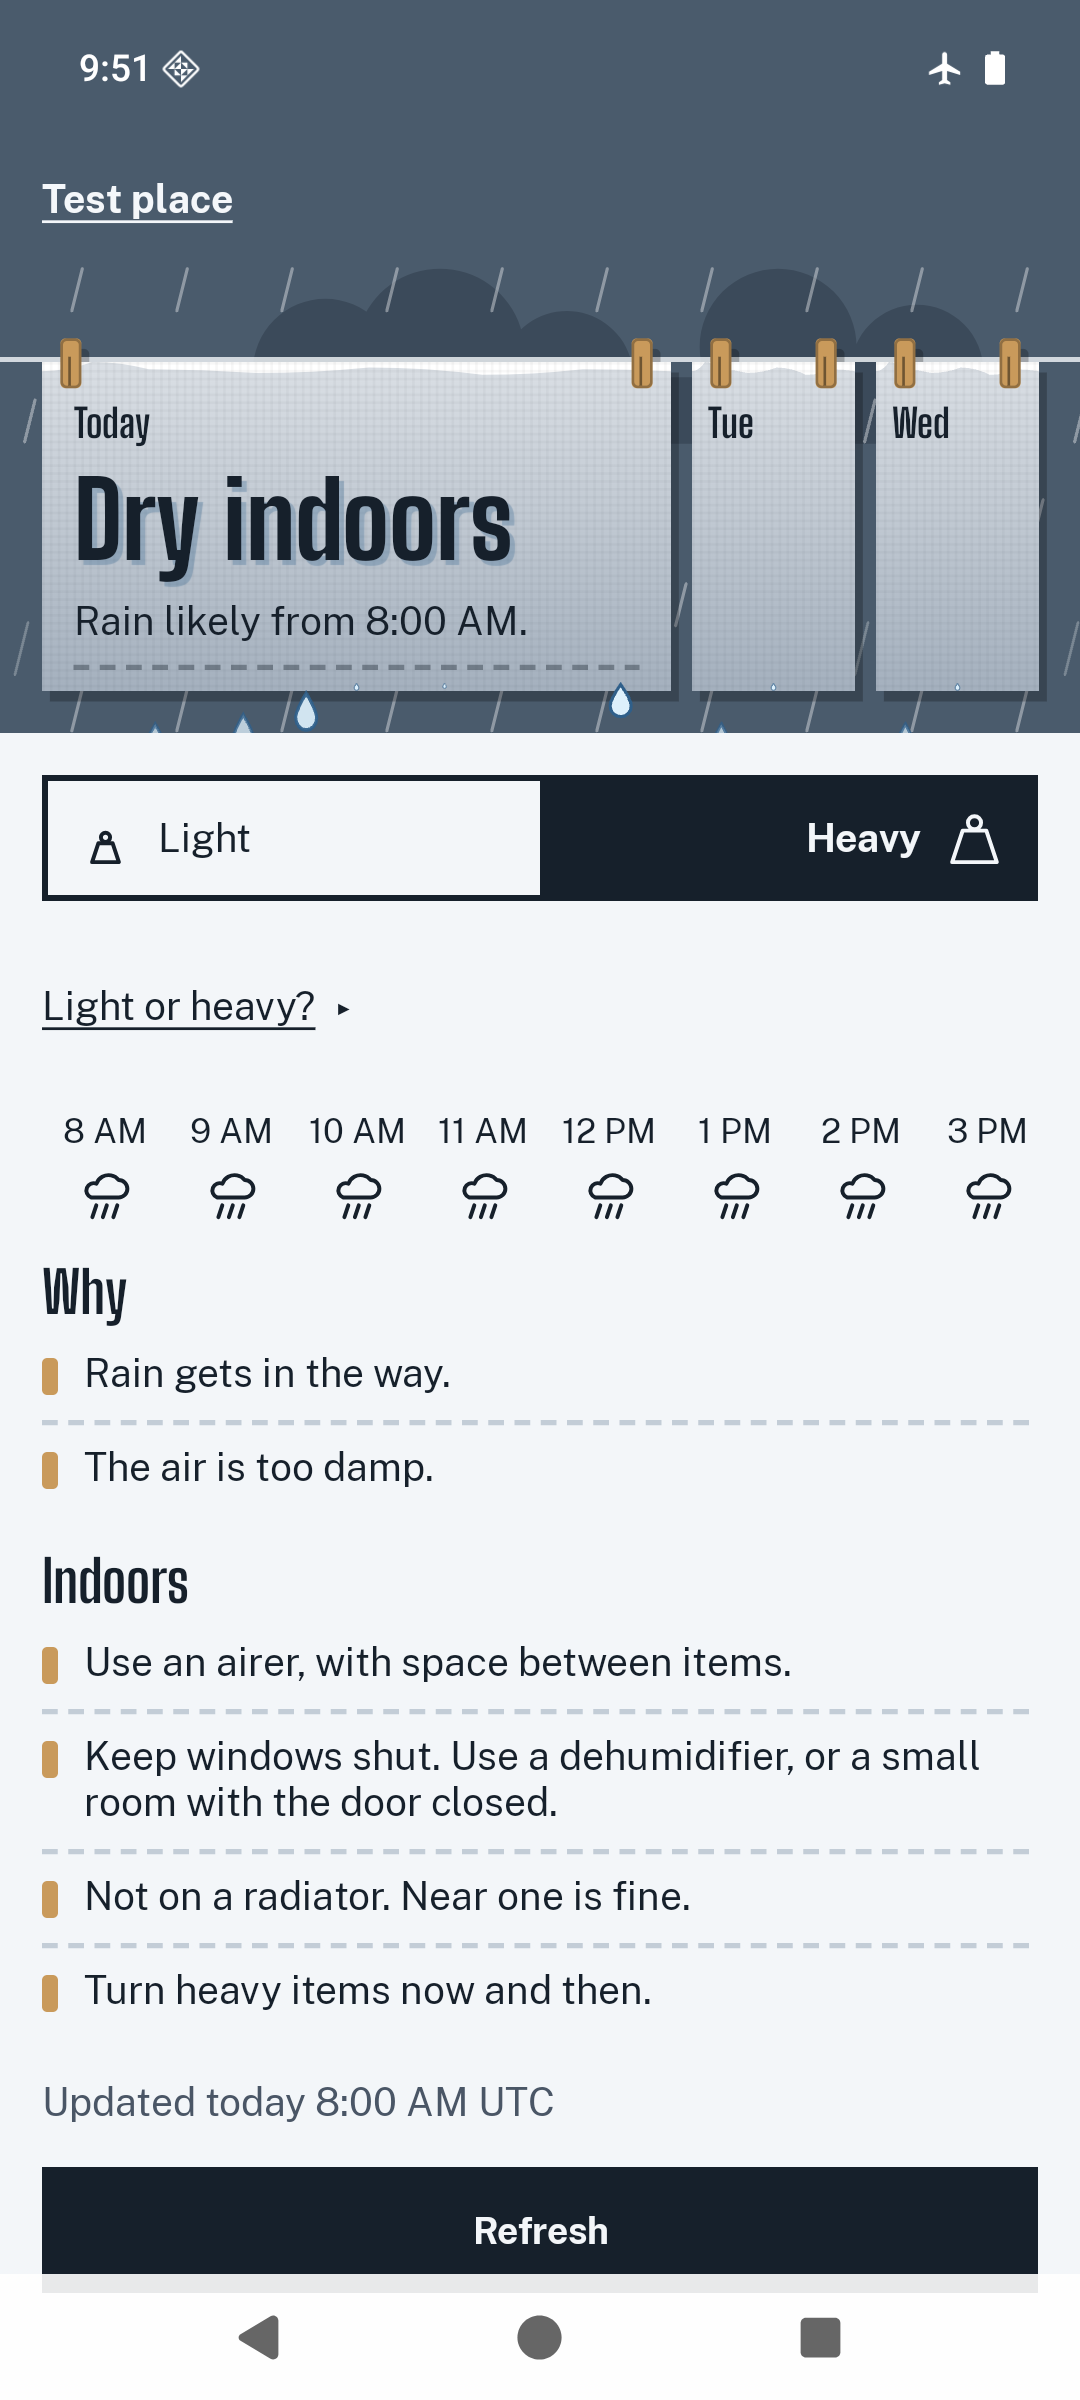 9:51
Test place
Today
Tue
Wed
Dry indoors
Rain likely from 8:00 AM.
Light
Heavy
Light or heavy?
8 AM 9 AM 10 AM 11 AM 12 PM 1 PM 2 PM 3 PM
Why
Rain gets in the way.
The air is too damp.
Indoors
Use an airer, with space between items.
Keep windows shut. Use a dehumidifier, or a small
room with the door closed.
Not on a radiator. Near one is fine.
Turn heavy items now and then.
Updated today 8:00 AM UTC
Refresh